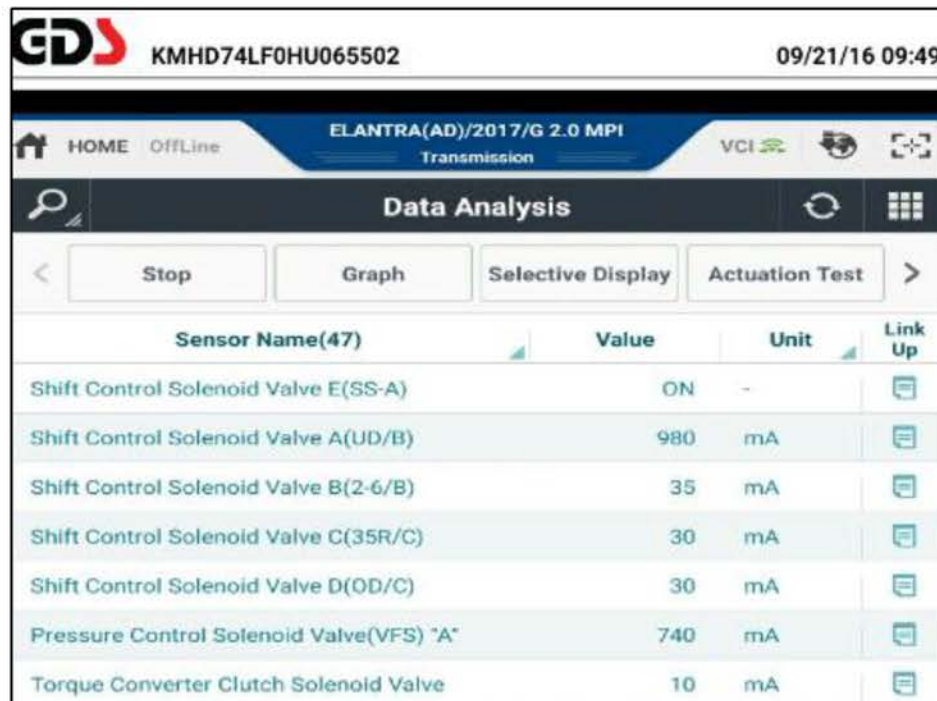 GDS KMHD74LF0HU065502 09/21/16 09:49
HOME OffLine ELANTRA(AD)/2017/G 2.0 MPI VCI
Transmission
Data Analysis
< Stop Graph Selective Display Actuation Test >
Sensor Name(47) Value Unit Link Up
Shift Control Solenoid Valve E(SS-A) ON -
Shift Control Solenoid Valve A(UD/B) 980 mA
Shift Control Solenoid Valve B(2-6/B) 35 mA
Shift Control Solenoid Valve C(35R/C) 30 mA
Shift Control Solenoid Valve D(OD/C) 30 mA
Pressure Control Solenoid Valve(VFS) "A" 740 mA
Torque Converter Clutch Solenoid Valve 10 mA